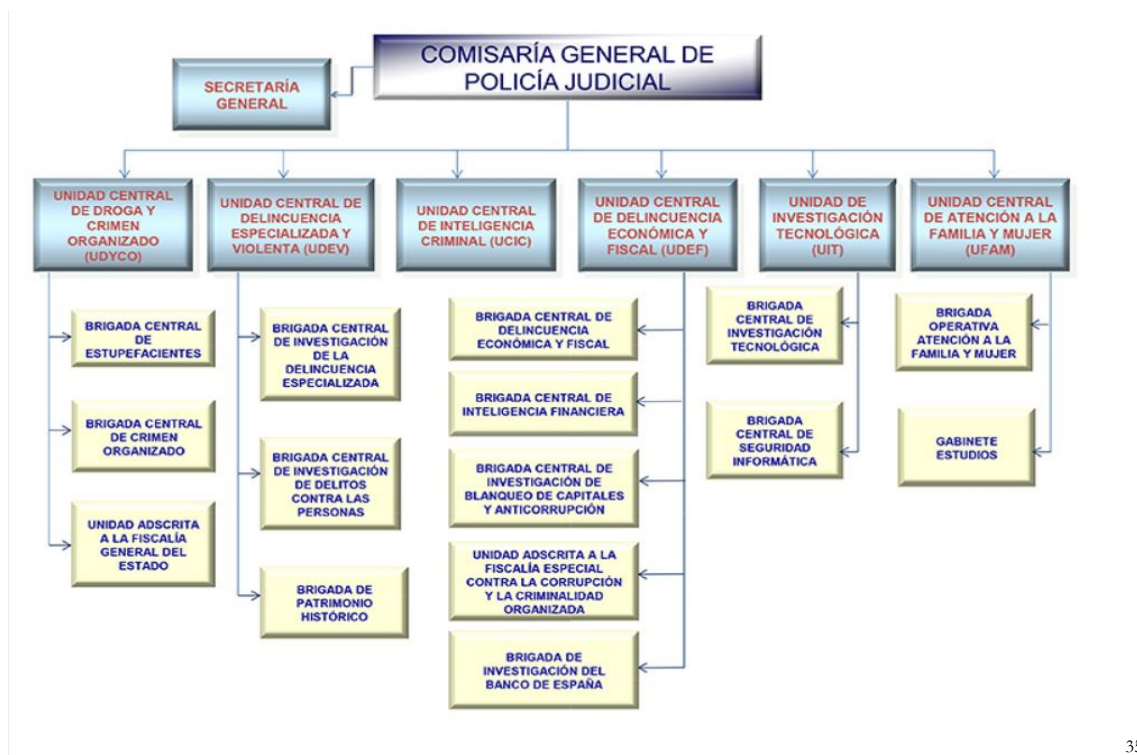 COMISARÍA GENERAL DE
POLICÍA JUDICIAL
SECRETARÍA
GENERAL
UNIDAD CENTRAL
DE DROGA Y
CRIMEN
ORGANIZADO
(UDYCO)
UNIDAD CENTRAL DE
DELINCUENCIA
ESPECIALIZADA Y
VIOLENTA (UDEV)
UNIDAD CENTRAL
DE INTELIGENCIA
CRIMINAL (UCIC)
UNIDAD CENTRAL
DE DELINCUENCIA
ECONÓMICA Y
FISCAL (UDEF)
UNIDAD DE
INVESTIGACIÓN
TECNOLÓGICA
(UIT)
UNIDAD CENTRAL
DE ATENCIÓN A LA
FAMILIA Y MUJER
(UFAM)
BRIGADA CENTRAL
DE
ESTUPEFACIENTES
BRIGADA CENTRAL
DE CRIMEN
ORGANIZADO
UNIDAD ADSCRITA
A LA FISCALÍA
GENERAL DEL
ESTADO
BRIGADA CENTRAL
DE INVESTIGACIÓN
DE LA
DELINCUENCIA
ESPECIALIZADA
BRIGADA CENTRAL
DE INVESTIGACIÓN
DE DELITOS
CONTRA LAS
PERSONAS
BRIGADA DE
PATRIMONIO
HISTÓRICO
BRIGADA CENTRAL DE
DELINCUENCIA
ECONÓMICA Y FISCAL
BRIGADA CENTRAL DE
INTELIGENCIA FINANCIERA
BRIGADA CENTRAL DE
INVESTIGACIÓN DE
BLANQUEO DE CAPITALES
Y ANTICORRUPCIÓN
UNIDAD ADSCRITA A LA
FISCALÍA ESPECIAL
CONTRA LA CORRUPCIÓN
Y LA CRIMINALIDAD
ORGANIZADA
BRIGADA DE
INVESTIGACIÓN DEL
BANCO DE ESPAÑA
BRIGADA
CENTRAL DE
INVESTIGACIÓN
TECNOLÓGICA
BRIGADA
CENTRAL DE
SEGURIDAD
INFORMÁTICA
BRIGADA
OPERATIVA
ATENCIÓN A LA
FAMILIA Y MUJER
GABINETE
ESTUDIOS
35